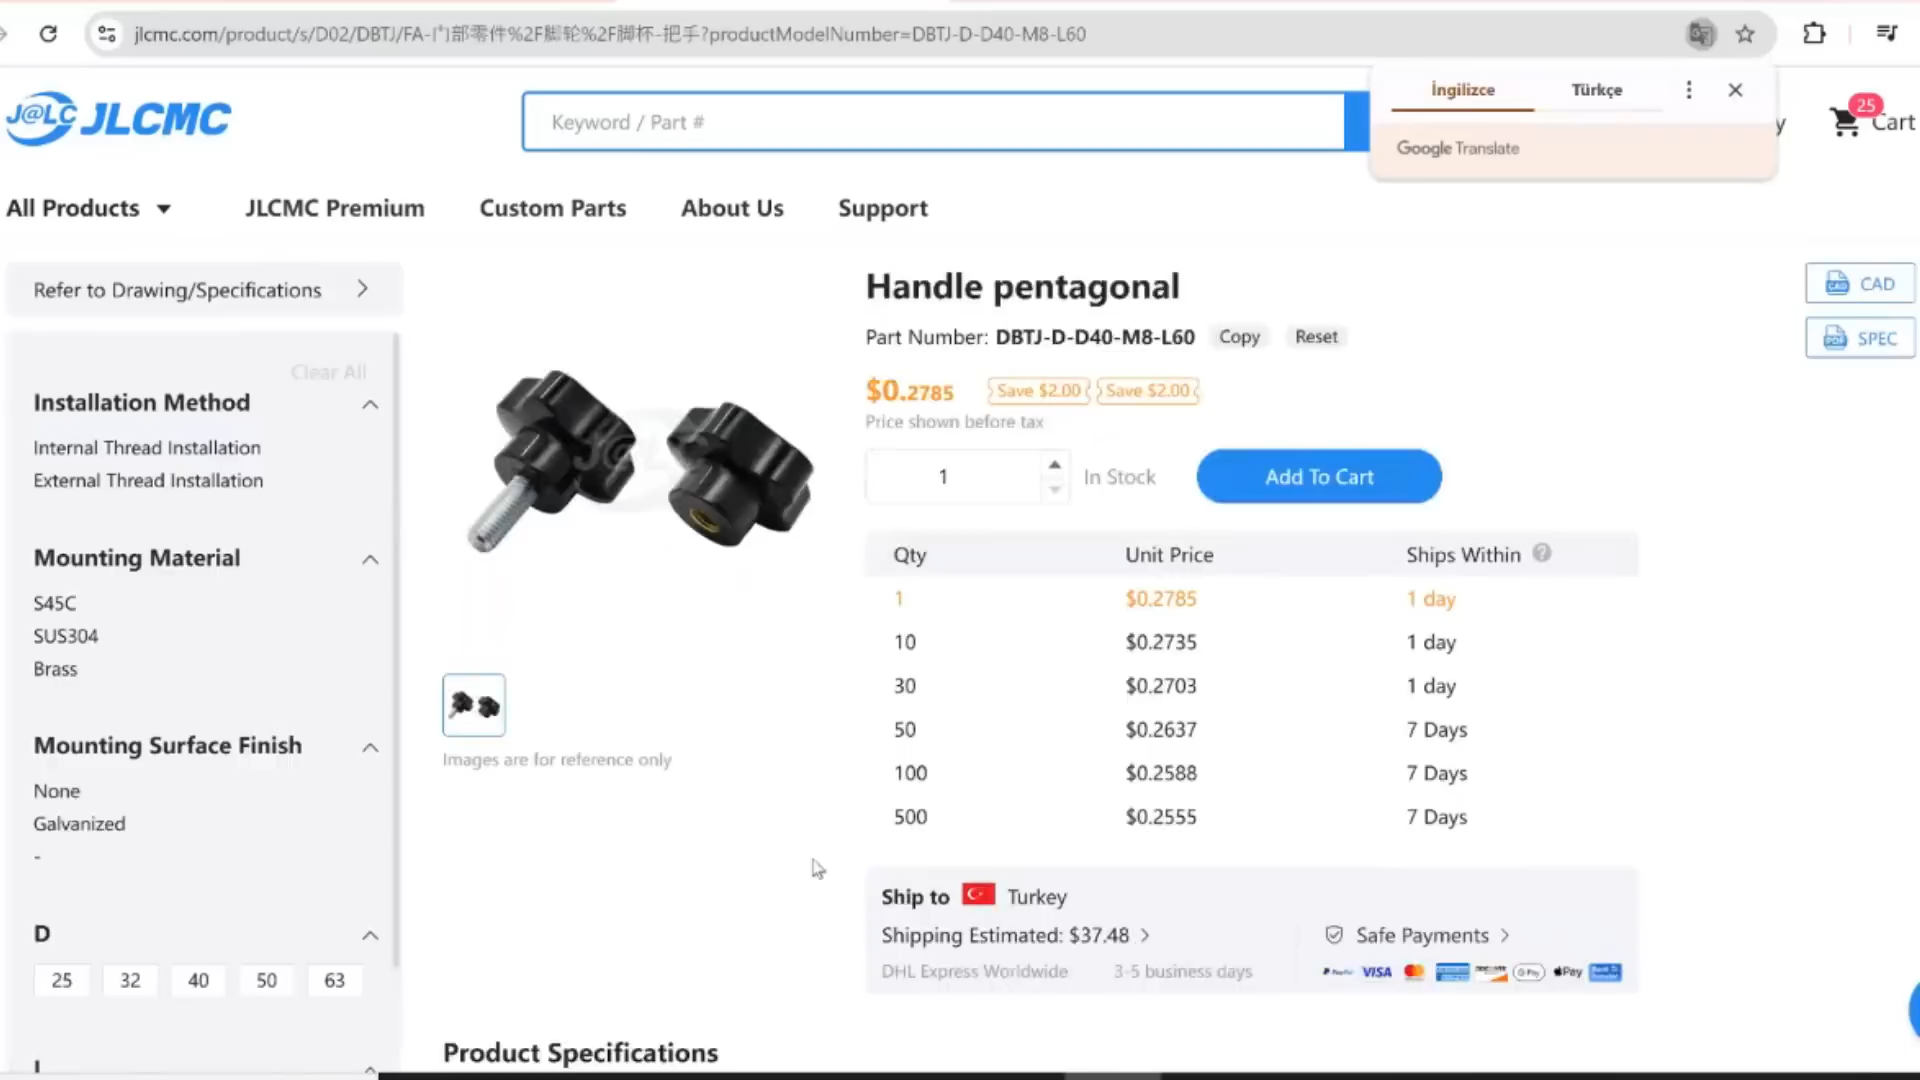 jlcmc.com/product/s/D02/DBTJ/FA-门部零件%2F脚轮%2F脚杯-把手?productModelNumber=DBTJ-D-D40-M8-L60
J@LC JLCMC
Keyword / Part #
İngilizce
Türkçe
Google Translate
25
Cart
All Products
JLCMC Premium
Custom Parts
About Us
Support
Refer to Drawing/Specifications
Clear All
Installation Method
Internal Thread Installation
External Thread Installation
Mounting Material
S45C
SUS304
Brass
Mounting Surface Finish
None
Galvanized
-
D
25 32 40 50 63
Images are for reference only
Handle pentagonal
Part Number: DBTJ-D-D40-M8-L60 Copy Reset
$0.2785 Save $2.00 Save $2.00
Price shown before tax
1 In Stock Add To Cart
Qty Unit Price Ships Within
1 $0.2785 1 day
10 $0.2735 1 day
30 $0.2703 1 day
50 $0.2637 7 Days
100 $0.2588 7 Days
500 $0.2555 7 Days
Ship to Turkey
Shipping Estimated: $37.48
DHL Express Worldwide 3-5 business days
Safe Payments
PayPal VISA G Pay Pay
CAD
CAD
PDF
SPEC
Product Specifications